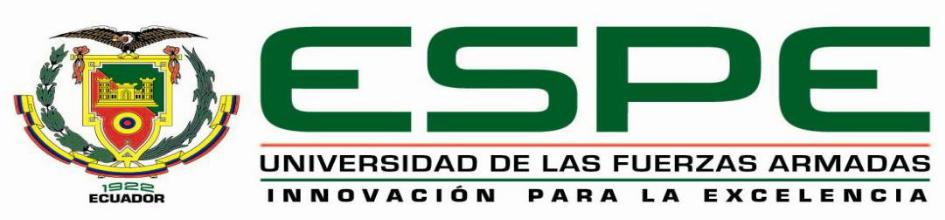 1922
ECUADOR
ESPE
UNIVERSIDAD DE LAS FUERZAS ARMADAS
INNOVACIÓN PARA LA EXCELENCIA